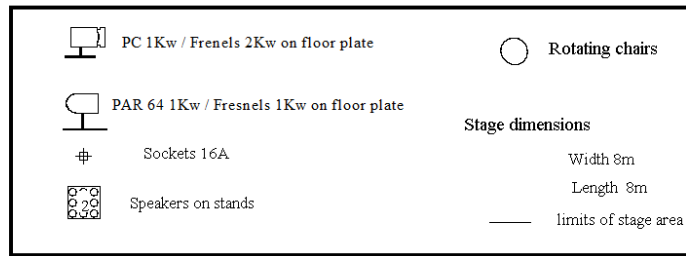 PC 1Kw / Frenels 2Kw on floor plate
PAR 64 1Kw / Fresnels 1Kw on floor plate
Sockets 16A
2
Speakers on stands
Rotating chairs
Stage dimensions
Width 8m
Length 8m
limits of stage area